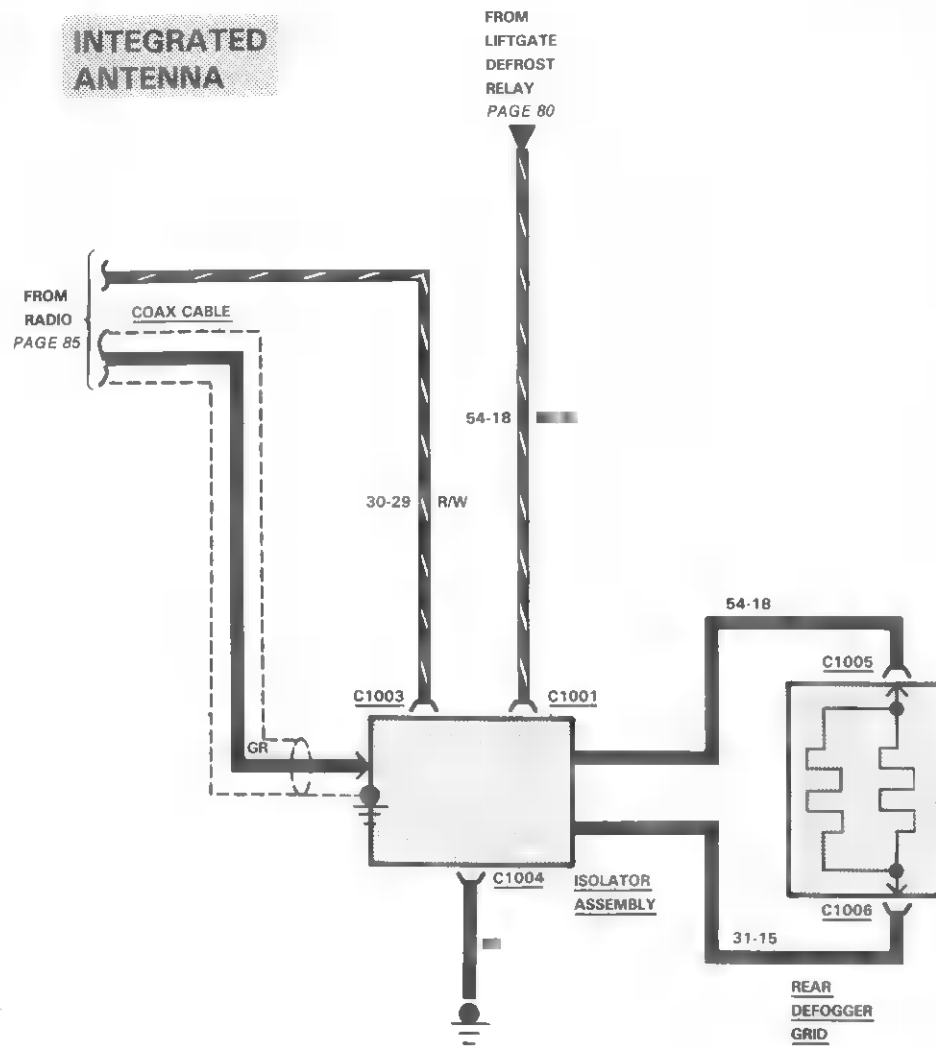 INTEGRATED
ANTENNA
FROM
LIFTGATE
DEFROST
RELAY
PAGE 80
FROM
RADIO
PAGE 85
COAX CABLE
54-18
30-29 R/W
54-18
C1005
C1003
C1001
GR
C1004
ISOLATOR
ASSEMBLY
C1006
31-15
REAR
DEFOGGER
GRID